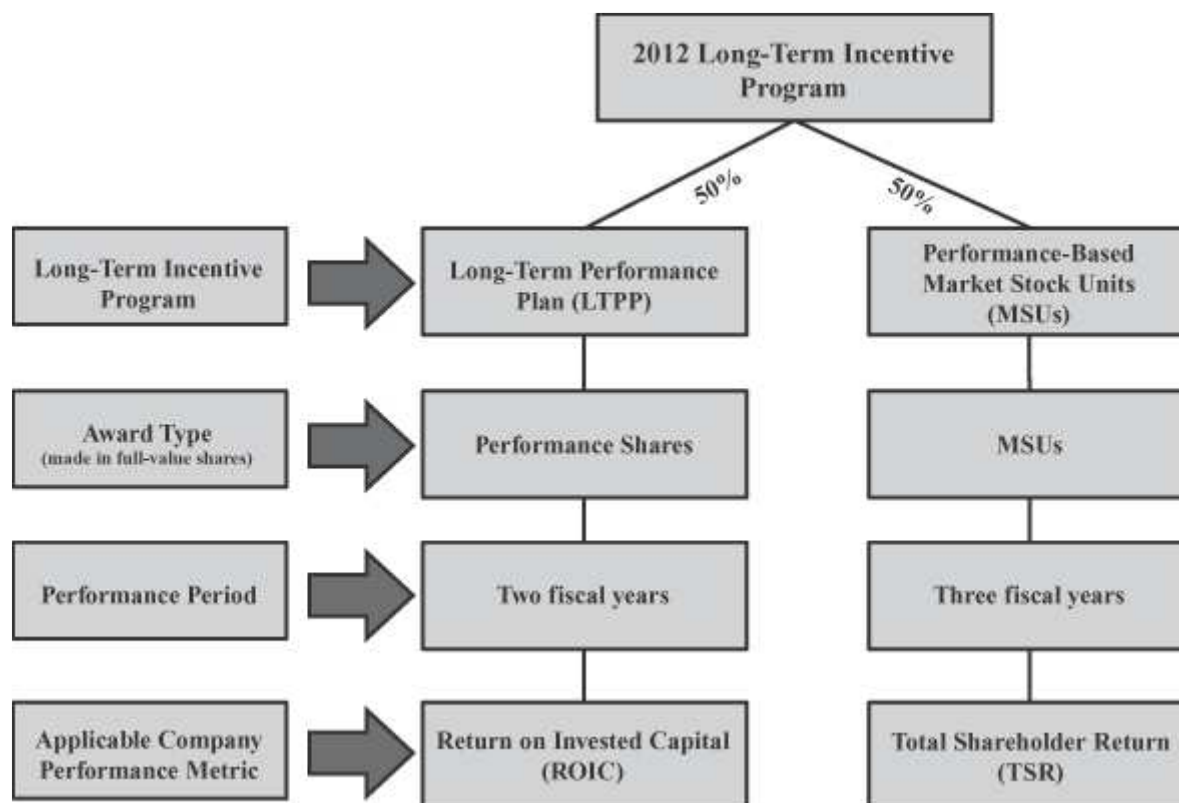 2012 Long-Term Incentive
Program
50%
50%
Long-Term Incentive
Program
Long-Term Performance
Plan (LTPP)
Performance-Based
Market Stock Units
(MSUs)
Award Type
(made in full-value shares)
Performance Shares
MSUs
Performance Period
Two fiscal years
Three fiscal years
Applicable Company
Performance Metric
Return on Invested Capital
(ROIC)
Total Shareholder Return
(TSR)